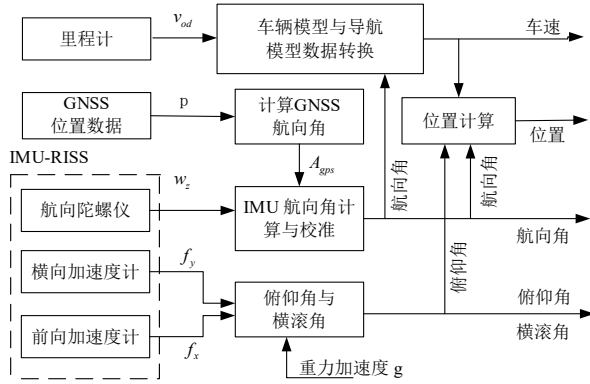 里程计
v_od
车辆模型与导航
模型数据转换
车速
GNSS
位置数据
p
计算GNSS
航向角
位置计算
位置
IMU-RISS
A_gps
航向角
航向角
航向陀螺仪
w_z
IMU 航向角计
算与校准
航向角
横向加速度计
f_y
俯仰角与
横滚角
俯仰角
俯仰角
横滚角
前向加速度计
f_x
重力加速度 g